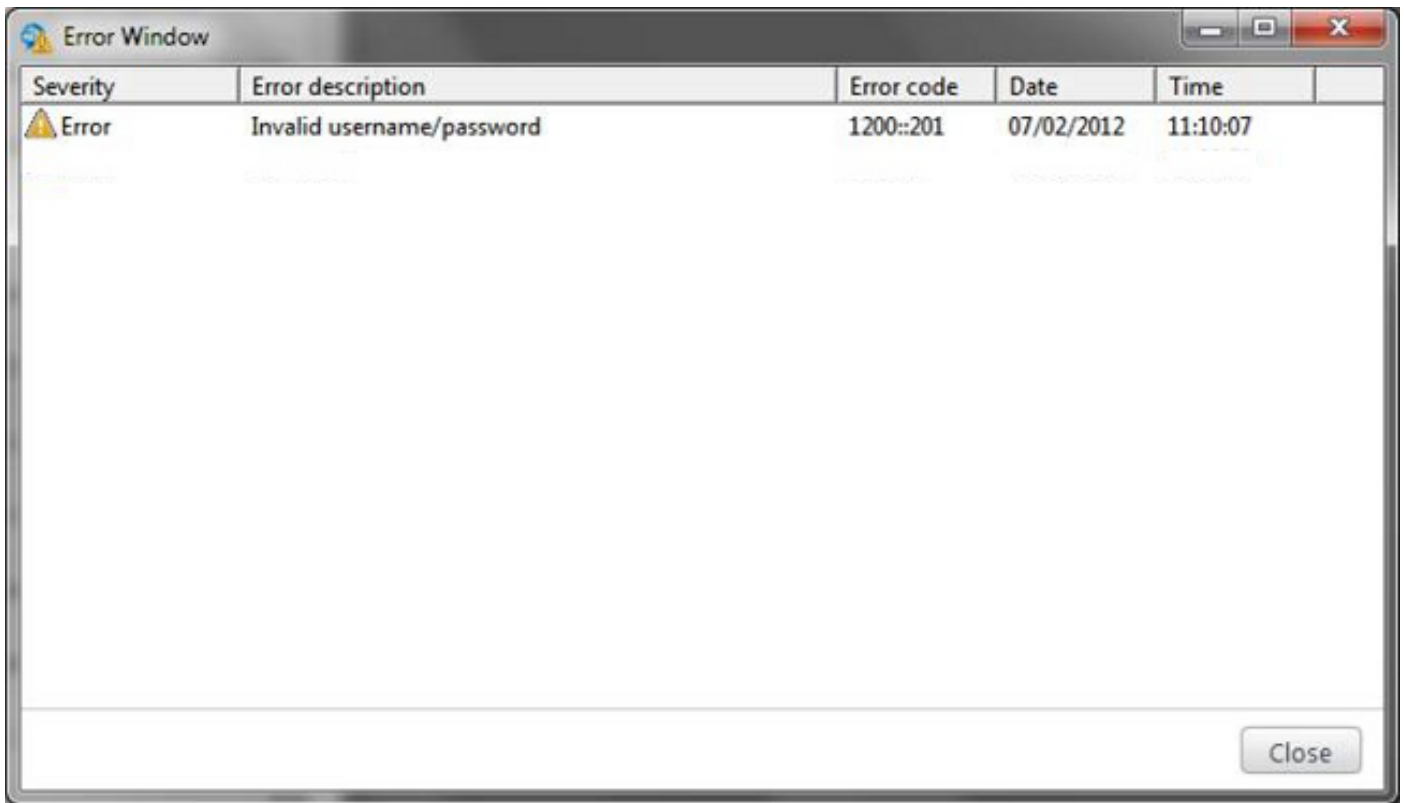 Error Window
Severity Error description Error code Date Time
Error Invalid username/password 1200::201 07/02/2012 11:10:07
Close